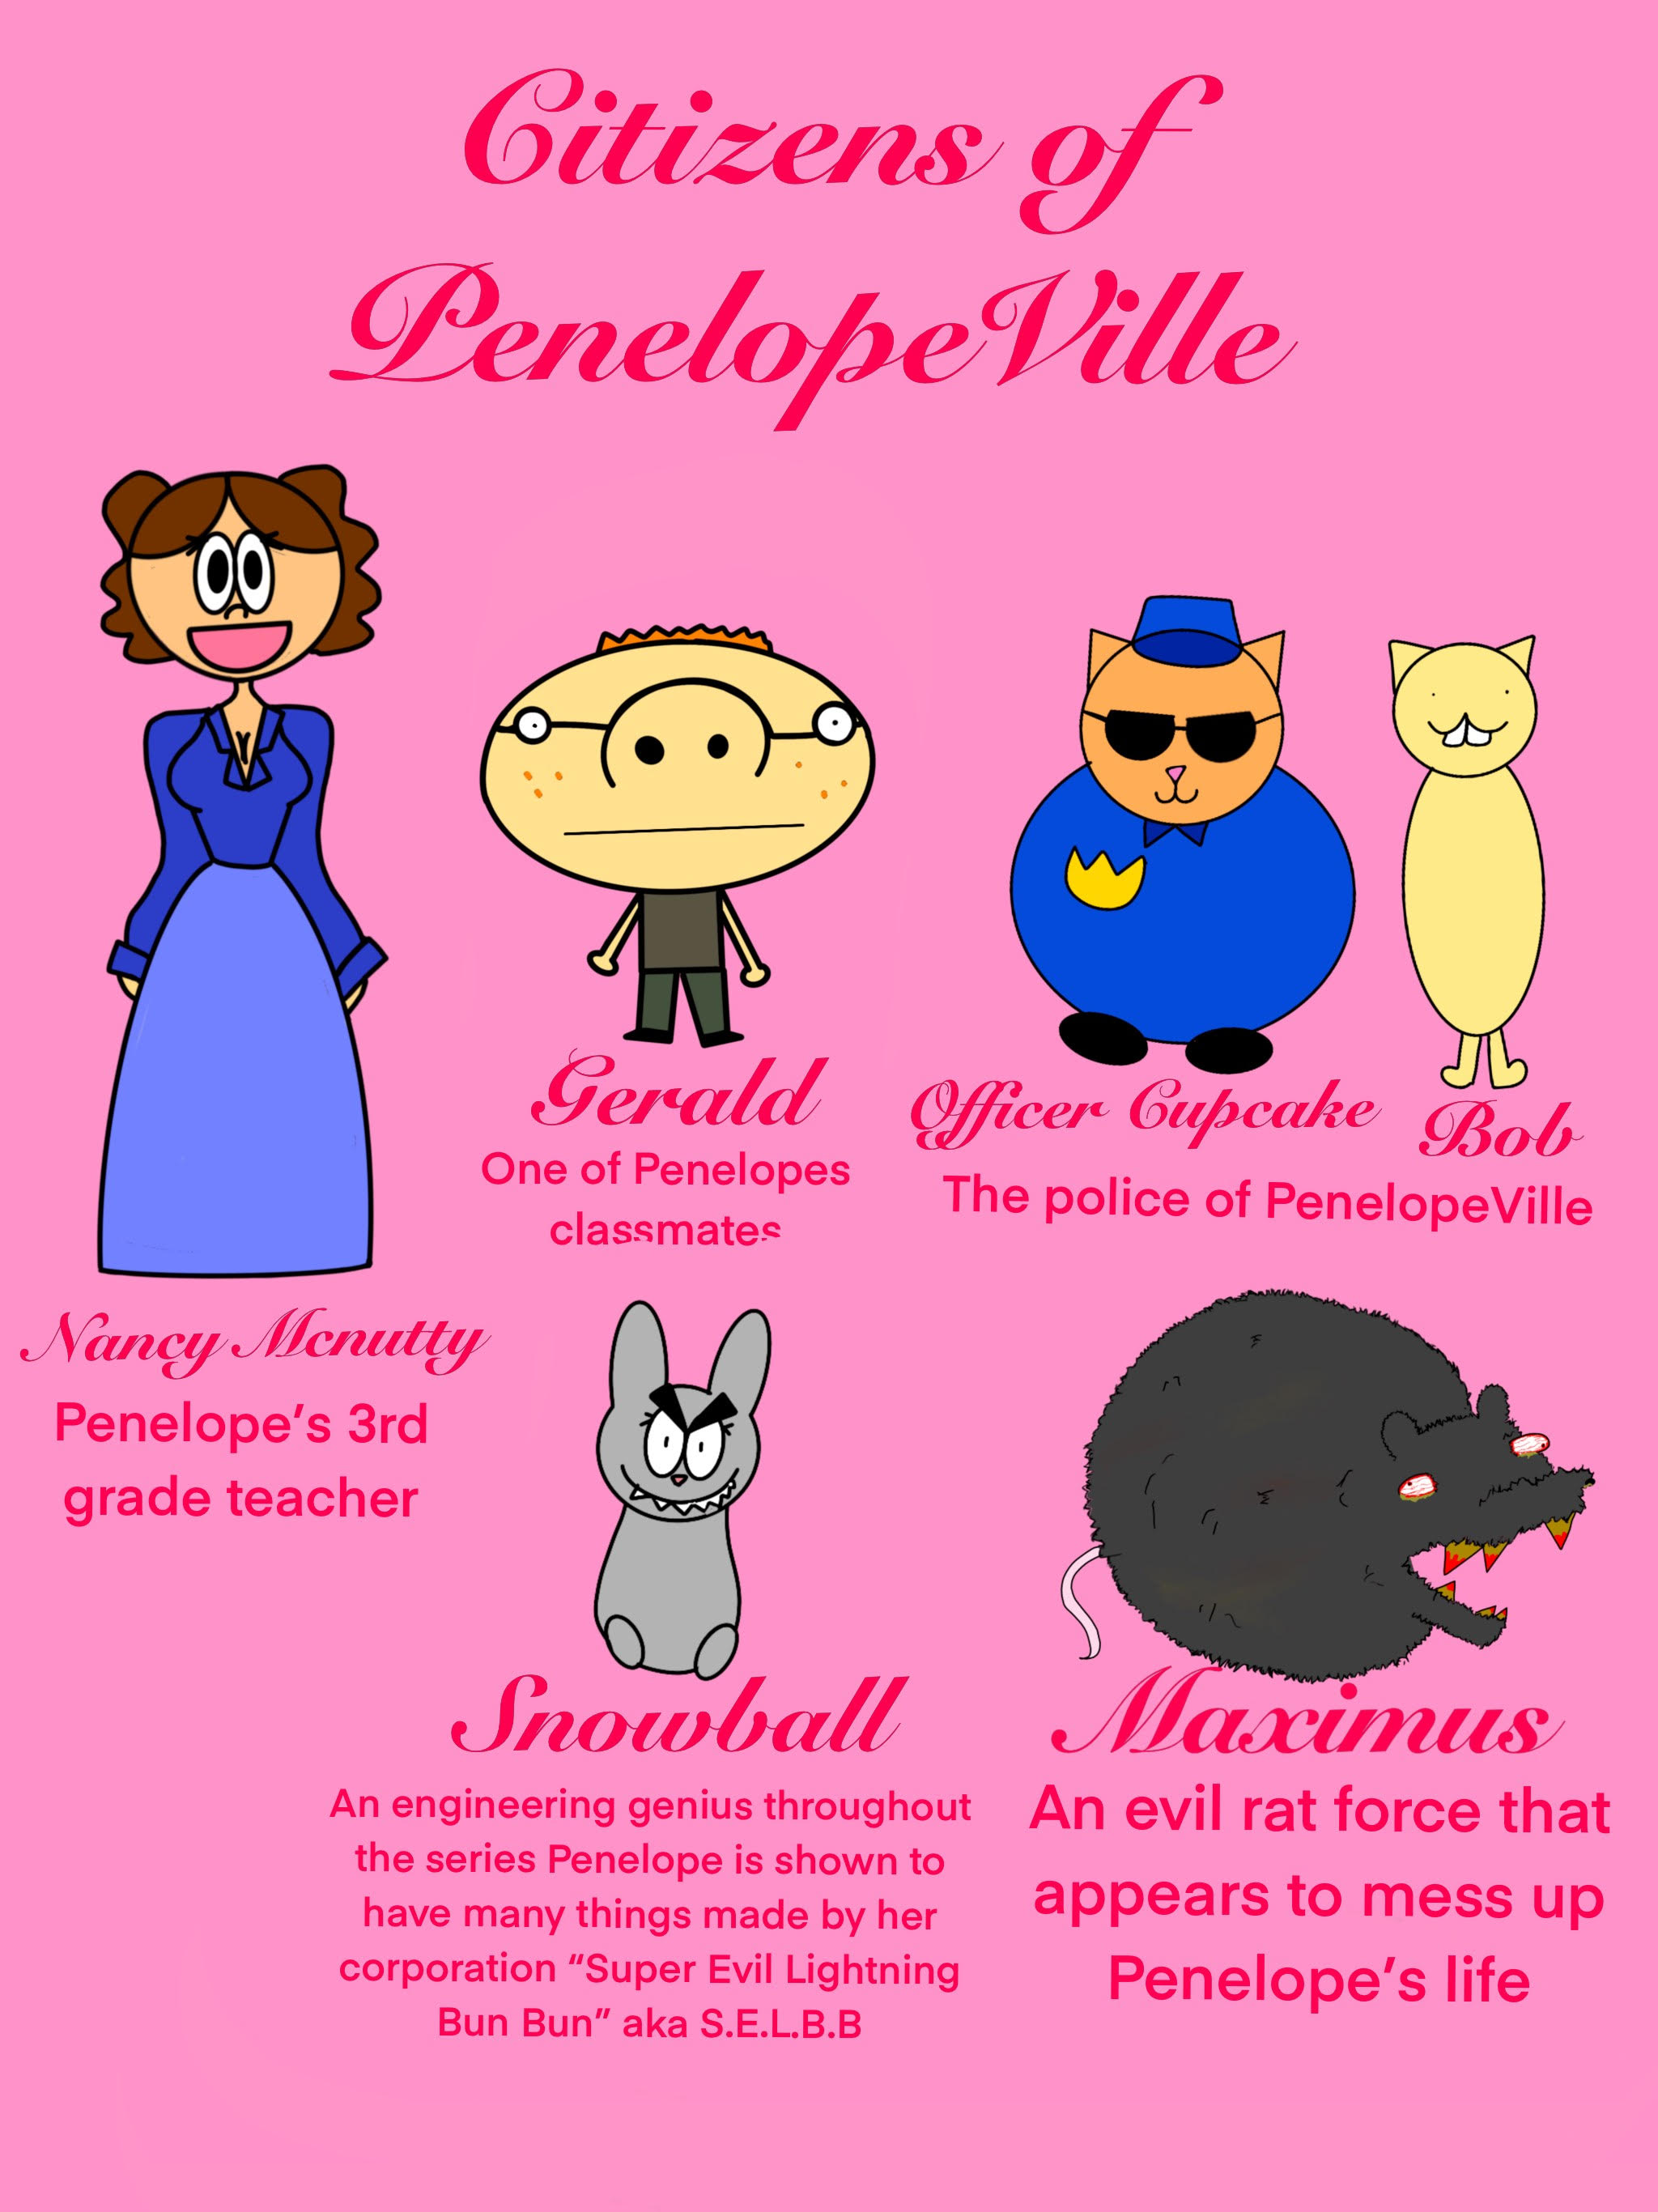 Citizens of
PenelopeVille
Gerald
One of Penelopes
classmates
Officer Cupcake
Bob
The police of PenelopeVille
Nancy Mcnutty
Penelope’s 3rd
grade teacher
Snowball
An engineering genius throughout
the series Penelope is shown to
have many things made by her
corporation “Super Evil Lightning
Bun Bun” aka S.E.L.B.B
Maximus
An evil rat force that
appears to mess up
Penelope’s life